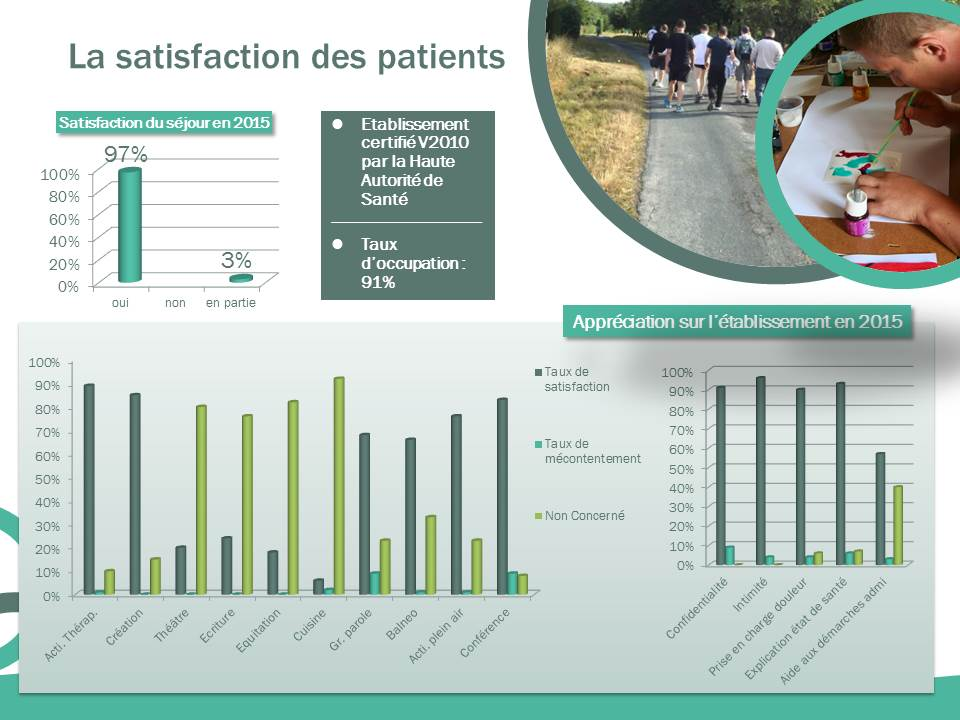 La satisfaction des patients
Satisfaction du séjour en 2015
97%
3%
100%
80%
60%
40%
20%
0%
oui non en partie
● Etablissement
certifié V2010
par la Haute
Autorité de
Santé
● Taux
d'occupation :
91%
Appréciation sur l'établissement en 2015
100%
90%
80%
70%
60%
50%
40%
30%
20%
10%
0%
Acti. Thérap.
Création
Théâtre
Ecriture
Equitation
Cuisine
Gr. parole
Balneo
Acti. plein air
Conférence
Taux de
satisfaction
Taux de
mécontentement
Non Concerné
100%
90%
80%
70%
60%
50%
40%
30%
20%
10%
0%
Confidentialité
Intimité
Prise en charge douleur
Explication état de santé
Aide aux démarches admi